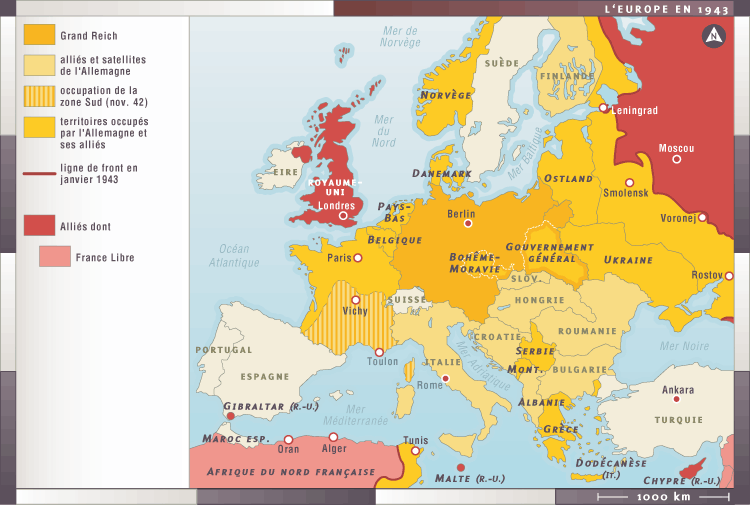 L'EUROPE EN 1943
Grand Reich
alliés et satellites
de l'Allemagne
occupation de la
zone Sud (nov. 42)
territoires occupés
par l'Allemagne et
ses alliés
ligne de front en
janvier 1943
Alliés dont
France Libre
N
Mer de
Norvège
SUÈDE
FINLANDE
NORVÈGE
Leningrad
Mer
du
Nord
Mer Baltique
Moscou
EIRE
ROYAUME-
UNI
Londres
DANEMARK
OSTLAND
Smolensk
PAYS-
BAS
Berlin
Voronej
BELGIQUE
Océan
Atlantique
Paris
BOHÊME-
MORAVIE
GOUVERNEMENT
GÉNÉRAL
UKRAINE
Rostov
SLOV.
Vichy
SUISSE
HONGRIE
CROATIE
ROUMANIE
Mer Noire
PORTUGAL
ESPAGNE
Toulon
ITALIE
Mer Adriatique
SERBIE
MONT.
BULGARIE
Rome
Ankara
GIBRALTAR (R.-U.)
Mer
Méditerranée
ALBANIE
GRÈCE
TURQUIE
MAROC ESP.
Oran
Alger
Tunis
AFRIQUE DU NORD FRANÇAISE
MALTE (R.-U.)
DODÉCANÈSE
(IT.)
CHYPRE (R.-U.)
1000 km